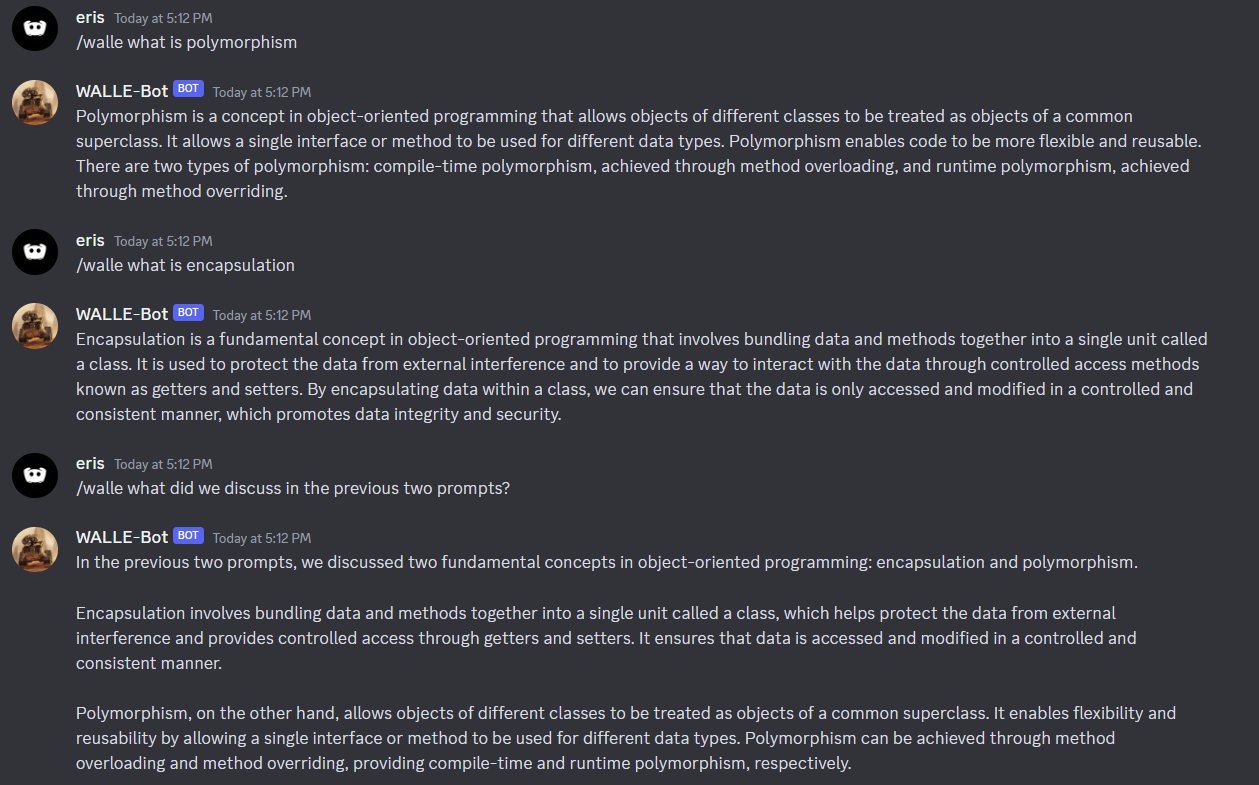 eris Today at 5:12 PM
/walle what is polymorphism
WALLE-Bot BOT Today at 5:12 PM
Polymorphism is a concept in object-oriented programming that allows objects of different classes to be treated as objects of a common
superclass. It allows a single interface or method to be used for different data types. Polymorphism enables code to be more flexible and reusable.
There are two types of polymorphism: compile-time polymorphism, achieved through method overloading, and runtime polymorphism, achieved
through method overriding.
eris Today at 5:12 PM
/walle what is encapsulation
WALLE-Bot BOT Today at 5:12 PM
Encapsulation is a fundamental concept in object-oriented programming that involves bundling data and methods together into a single unit called
a class. It is used to protect the data from external interference and to provide a way to interact with the data through controlled access methods
known as getters and setters. By encapsulating data within a class, we can ensure that the data is only accessed and modified in a controlled and
consistent manner, which promotes data integrity and security.
eris Today at 5:12 PM
/walle what did we discuss in the previous two prompts?
WALLE-Bot BOT Today at 5:12 PM
In the previous two prompts, we discussed two fundamental concepts in object-oriented programming: encapsulation and polymorphism.
Encapsulation involves bundling data and methods together into a single unit called a class, which helps protect the data from external
interference and provides controlled access through getters and setters. It ensures that data is accessed and modified in a controlled and
consistent manner.
Polymorphism, on the other hand, allows objects of different classes to be treated as objects of a common superclass. It enables flexibility and
reusability by allowing a single interface or method to be used for different data types. Polymorphism can be achieved through method
overloading and method overriding, providing compile-time and runtime polymorphism, respectively.